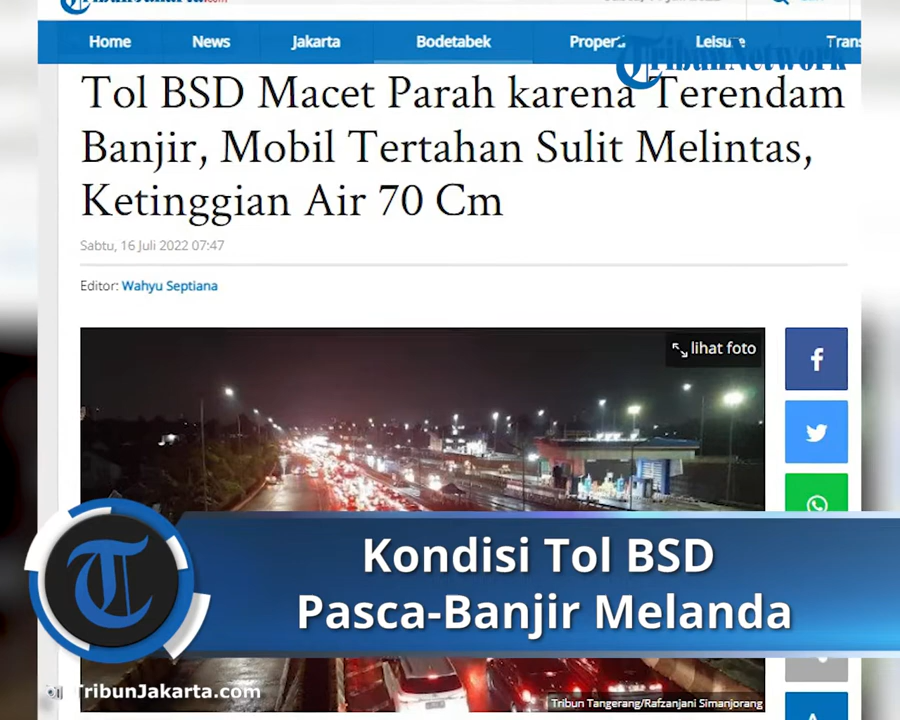 Home News Jakarta Bodetabek Leisure
TribunNetwork
Tol BSD Macet Parah karena Terendam
Banjir, Mobil Tertahan Sulit Melintas,
Ketinggian Air 70 Cm
Sabtu, 16 Juli 2022 07:47
Editor: Wahyu Septiana
lihat foto
Kondisi Tol BSD
Pasca-Banjir Melanda
TribunJakarta.com
Tribun Tangerang/Rafzanjani Simanjorang